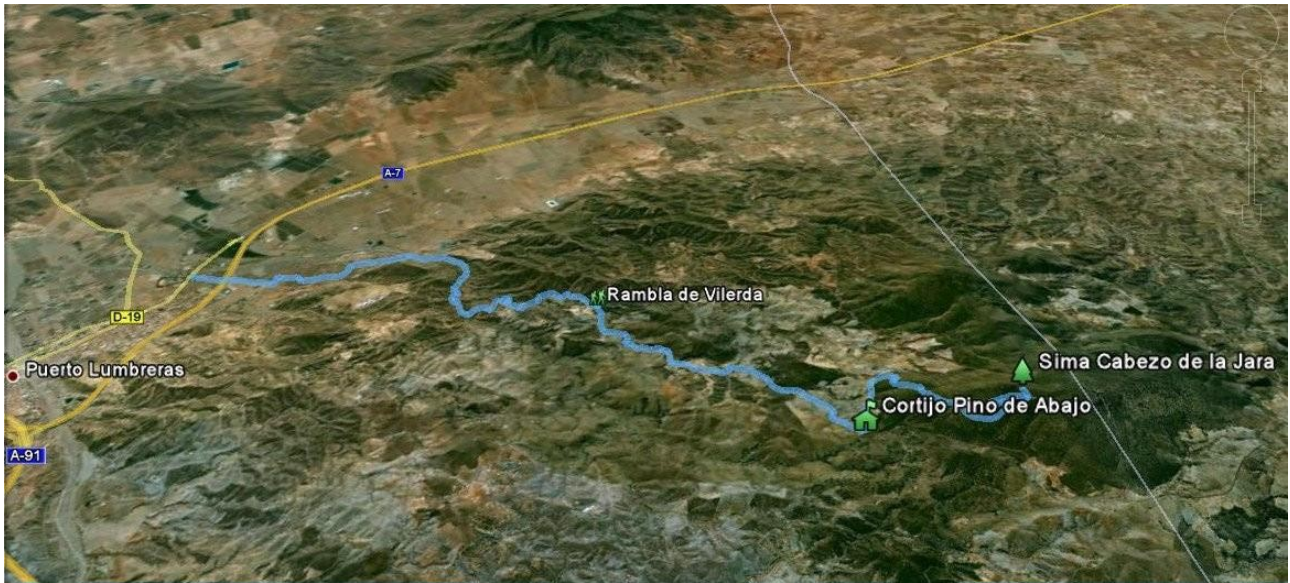 A-7
Rambla de Vilerda
D-19
Sima Cabezo de la Jara
Puerto Lumbreras
Cortijo Pino de Abajo
A-91